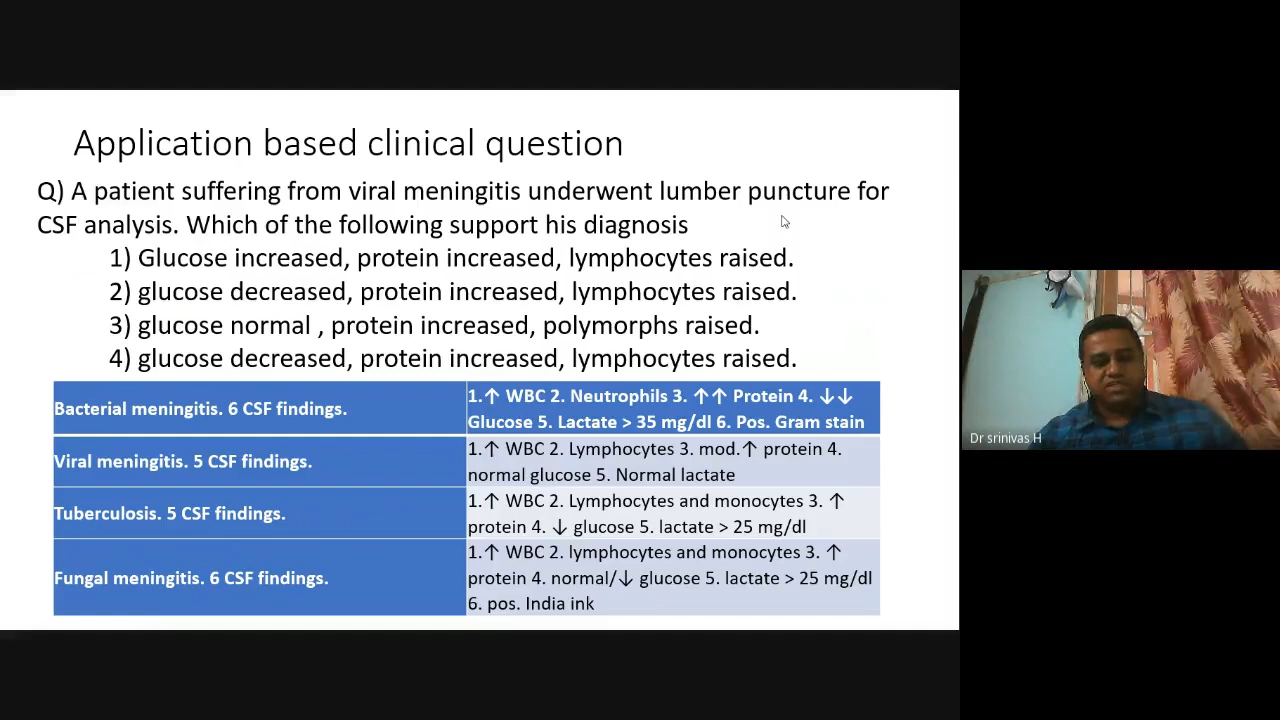 Application based clinical question
Q) A patient suffering from viral meningitis underwent lumber puncture for
CSF analysis. Which of the following support his diagnosis
1) Glucose increased, protein increased, lymphocytes raised.
2) glucose decreased, protein increased, lymphocytes raised.
3) glucose normal , protein increased, polymorphs raised.
4) glucose decreased, protein increased, lymphocytes raised.
Bacterial meningitis. 6 CSF findings.
1.↑ WBC 2. Neutrophils 3. ↑↑ Protein 4. ↓↓
Glucose 5. Lactate > 35 mg/dl 6. Pos. Gram stain
Viral meningitis. 5 CSF findings.
1.↑ WBC 2. Lymphocytes 3. mod.↑ protein 4.
normal glucose 5. Normal lactate
Tuberculosis. 5 CSF findings.
1.↑ WBC 2. Lymphocytes and monocytes 3. ↑
protein 4. ↓ glucose 5. lactate > 25 mg/dl
Fungal meningitis. 6 CSF findings.
1.↑ WBC 2. lymphocytes and monocytes 3. ↑
protein 4. normal/↓ glucose 5. lactate > 25 mg/dl
6. pos. India ink
Dr srinivas H